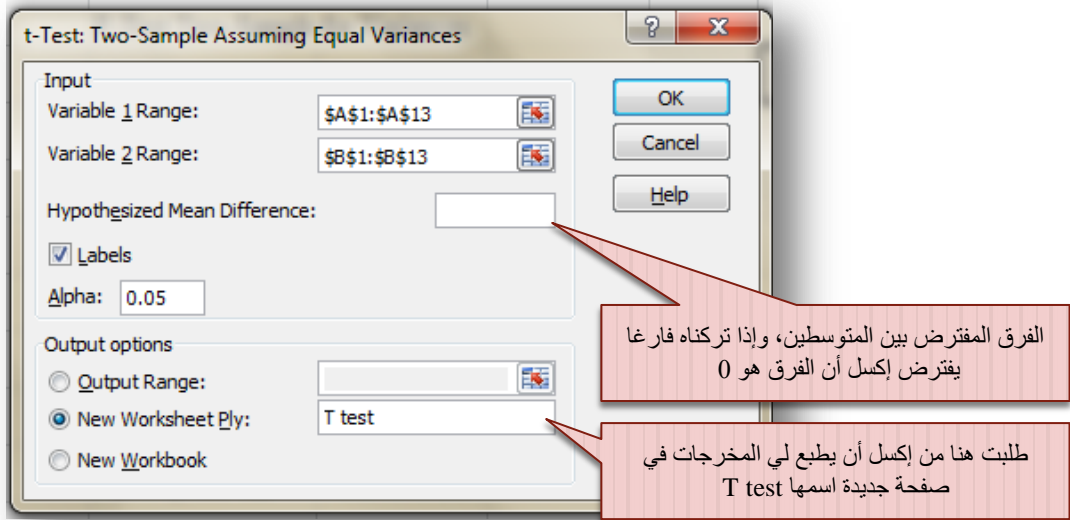 t-Test: Two-Sample Assuming Equal Variances
Input
Variable 1 Range:
$A$1:$A$13
OK
Variable 2 Range:
$B$1:$B$13
Cancel
Hypothesized Mean Difference:
Help
Labels
Alpha:
0.05
الفرق المفترض بين المتوسطين، وإذا تركناه فارغا
يفترض إكسل أن الفرق هو 0
Output options
Output Range:
New Worksheet Ply:
T test
New Workbook
طلبت هنا من إكسل أن يطبع لي المخرجات في
صفحة جديدة اسمها T test